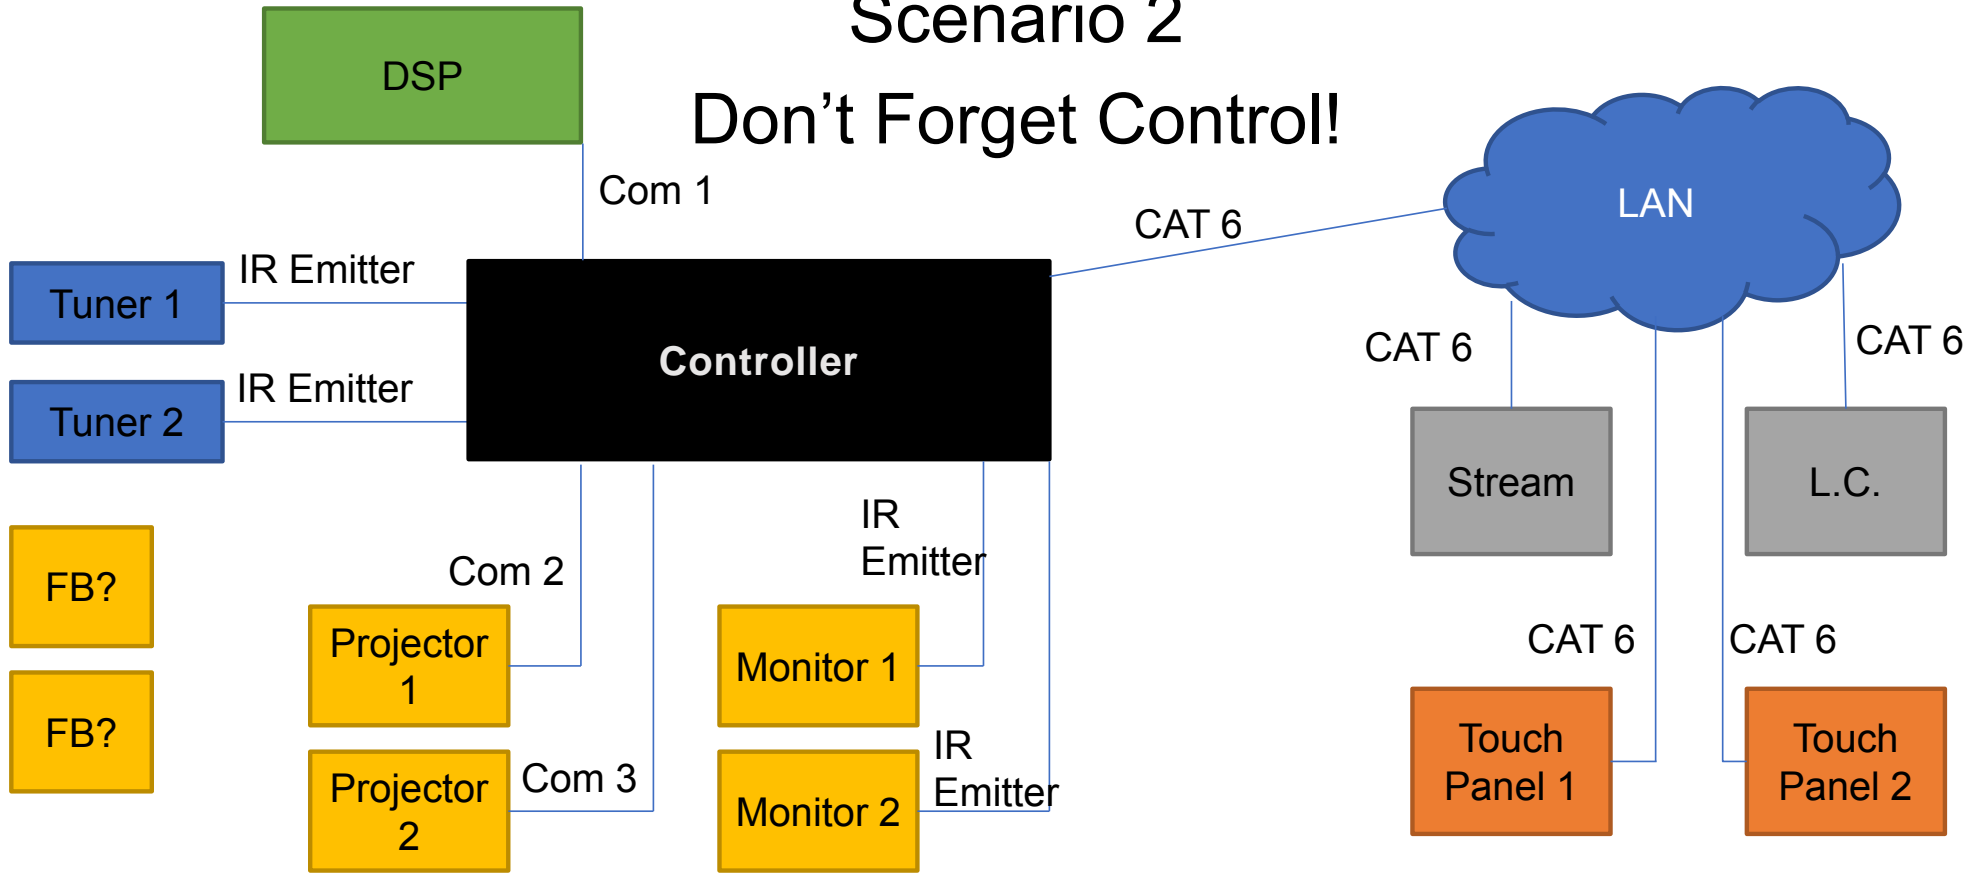 Scenario 2
Don't Forget Control!
DSP
Com 1
CAT 6
LAN
IR Emitter
Tuner 1
Controller
CAT 6
CAT 6
IR Emitter
Tuner 2
Stream
L.C.
IR
Emitter
FB?
Com 2
Projector
1
Monitor 1
CAT 6
CAT 6
FB?
Com 3
Projector
2
IR
Emitter
Monitor 2
Touch
Panel 1
Touch
Panel 2